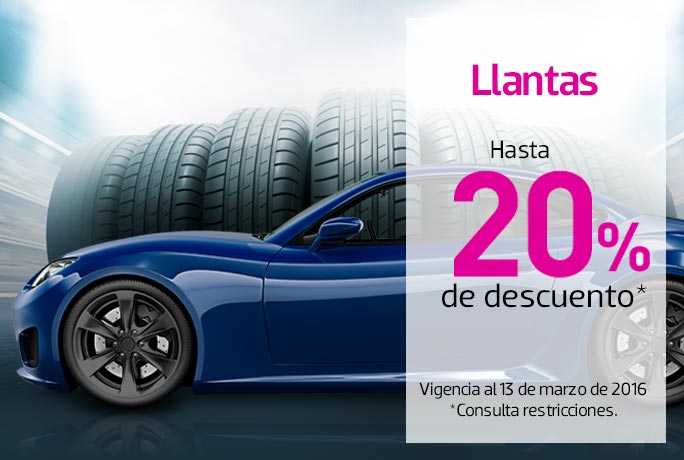 Llantas
Hasta
20%
de descuento*
Vigencia al 13 de marzo de 2016
*Consulta restricciones.